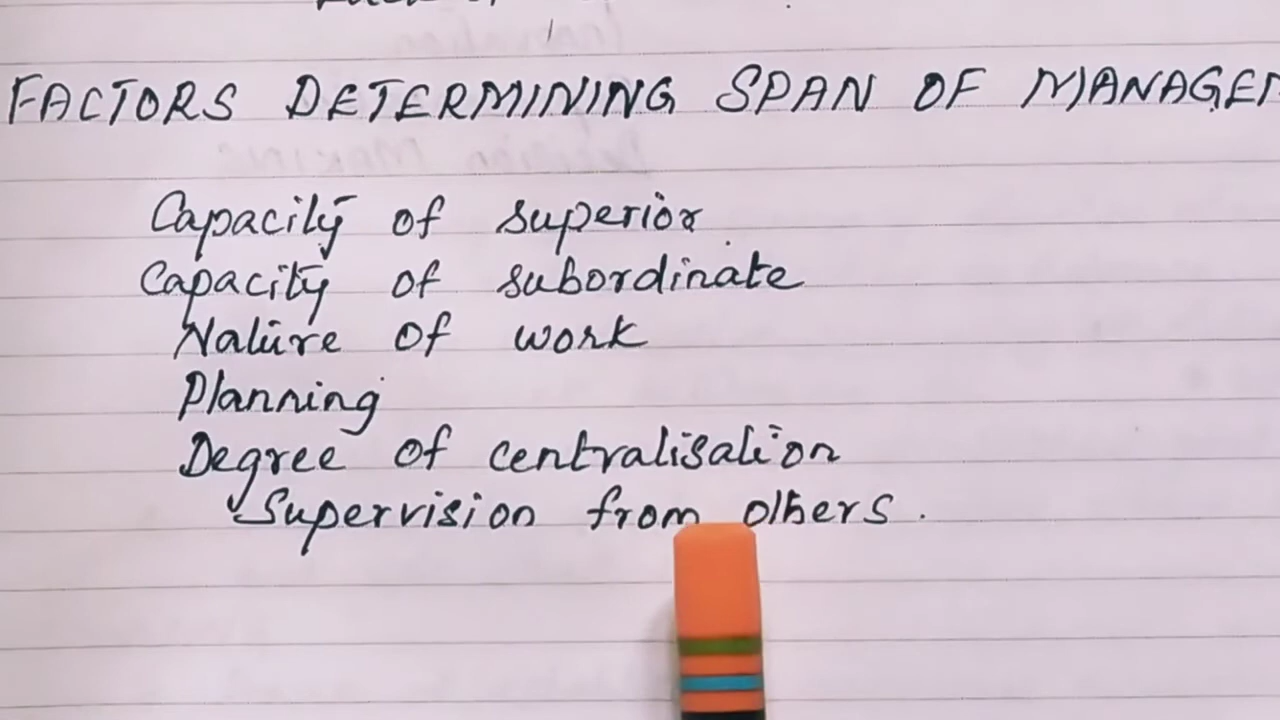 FACTORS DETERMINING SPAN OF MANAGEM
Capacity of superior
Capacity of subordinate
Nature of work
Planning
Degree of centralisation
Supervision from others.